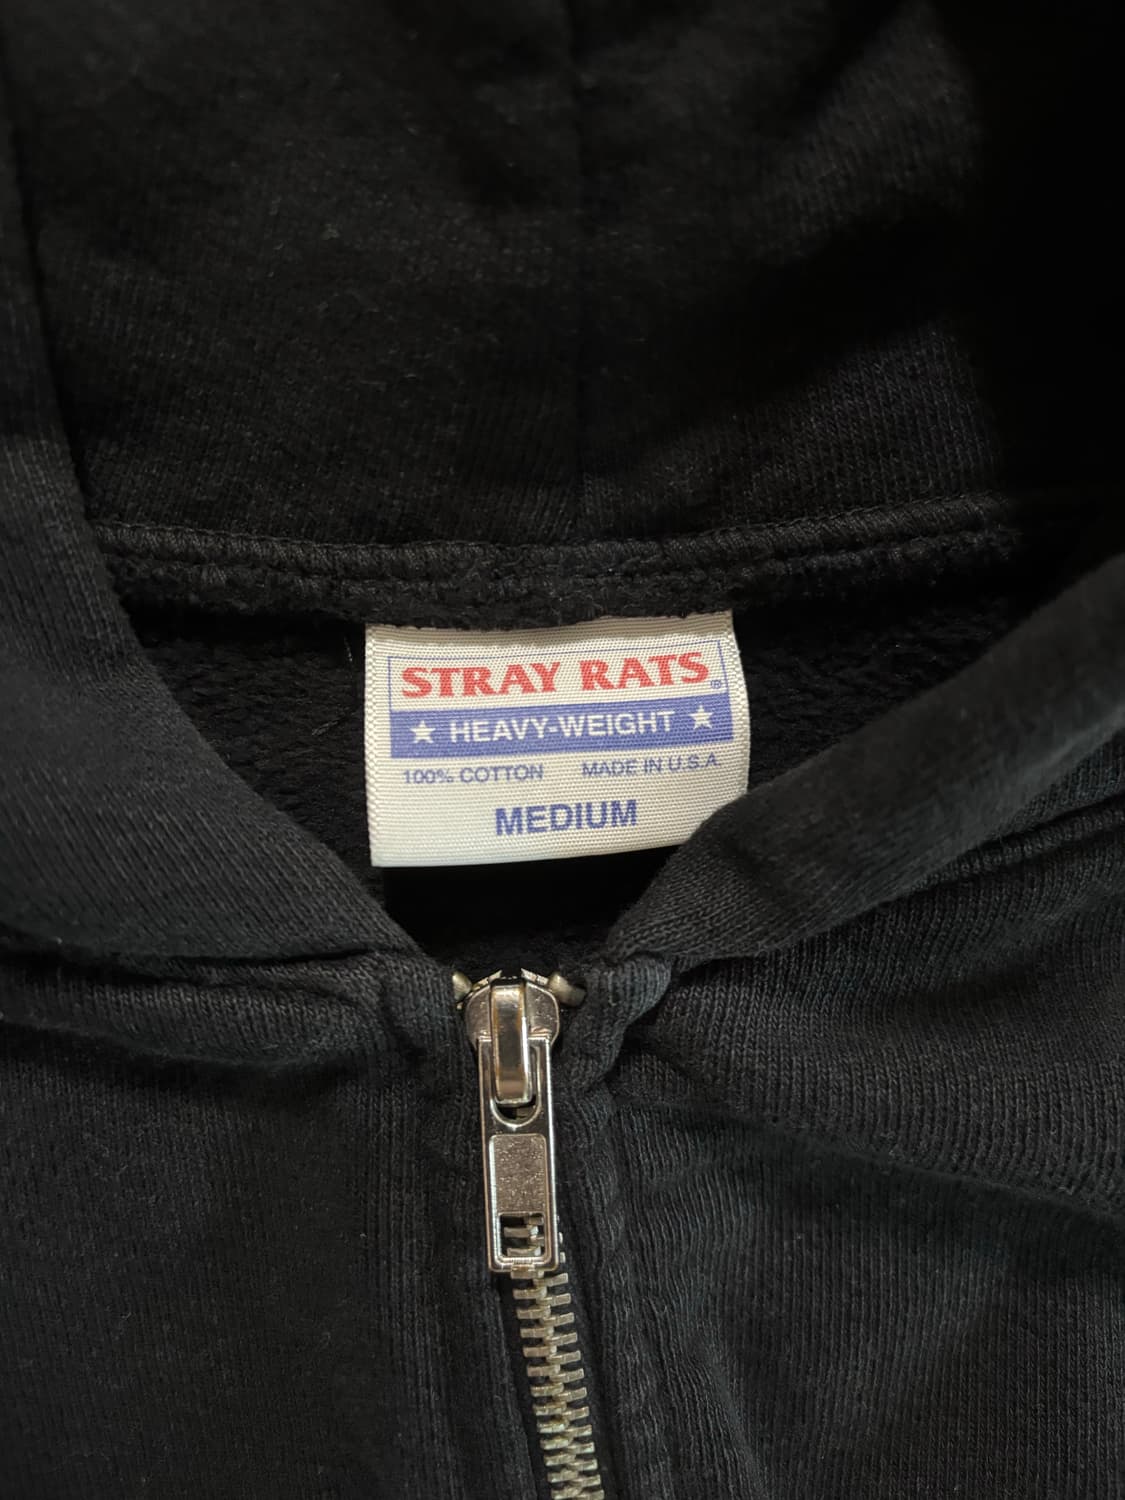 STRAY RATS®
★ HEAVY-WEIGHT ★
100% COTTON MADE IN U.S.A.
MEDIUM